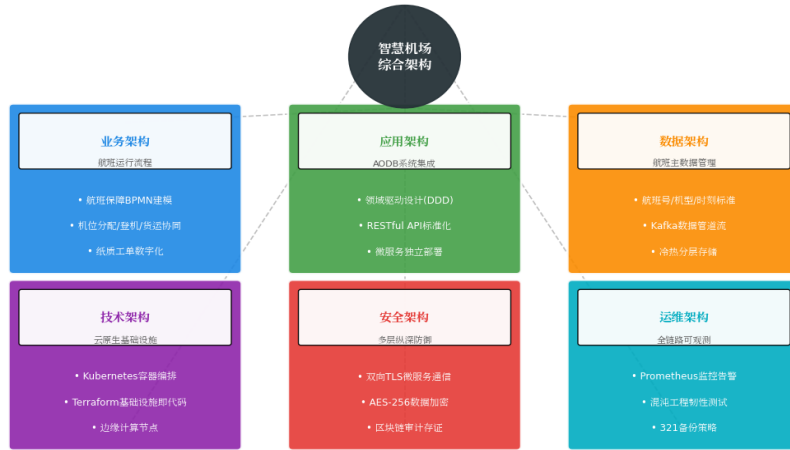 智慧机场
综合架构
业务架构
航班运行流程
• 航班保障BPMN建模
• 机位分配/登机/货运协同
• 纸质工单数字化
应用架构
AODB系统集成
• 领域驱动设计(DDD)
• RESTful API标准化
• 微服务独立部署
数据架构
航班主数据管理
• 航班号/机型/时刻标准
• Kafka数据管道流
• 冷热分层存储
技术架构
云原生基础设施
• Kubernetes容器编排
• Terraform基础设施即代码
• 边缘计算节点
安全架构
多层纵深防御
• 双向TLS微服务通信
• AES-256数据加密
• 区块链审计存证
运维架构
全链路可观测
• Prometheus监控告警
• 混沌工程韧性测试
• 321备份策略